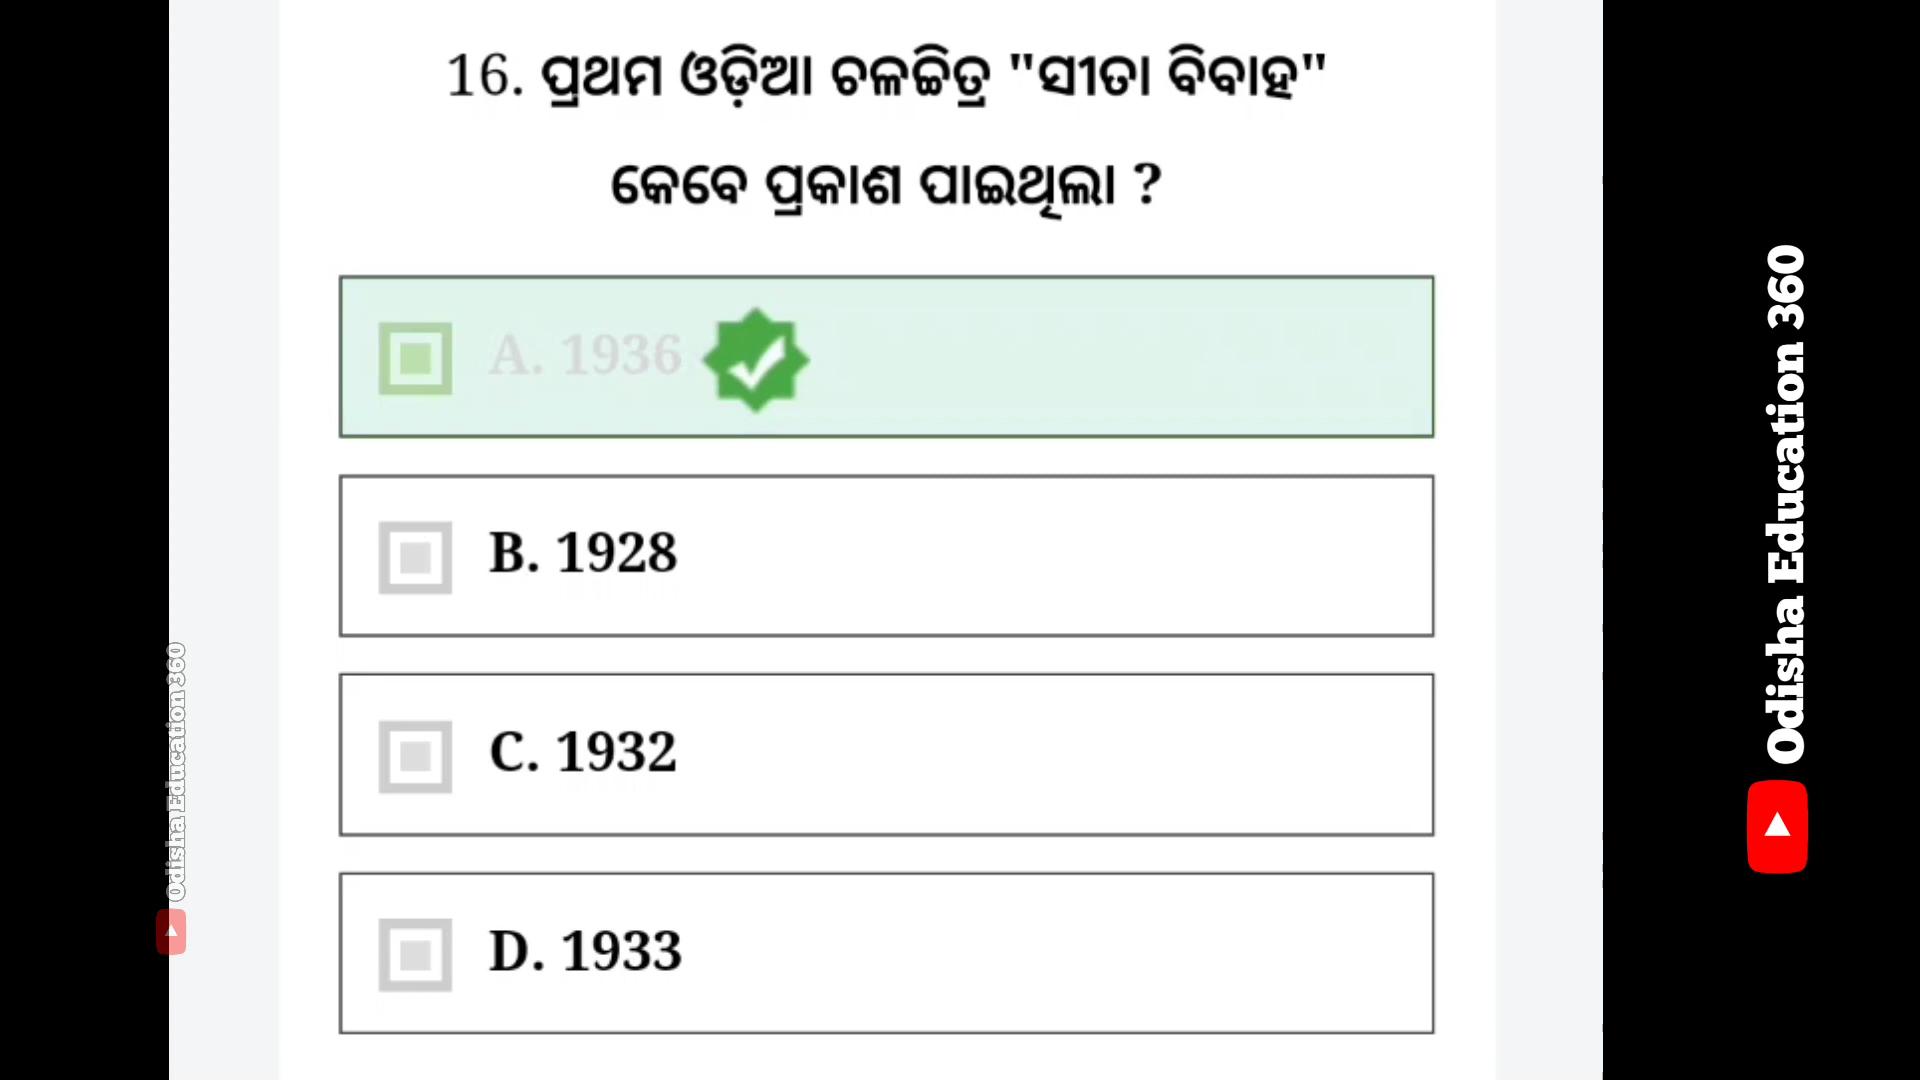 16. ପ୍ରଥମ ଓଡ଼ିଆ ଚଳଚ୍ଚିତ୍ର "ସୀତା ବିବାହ"
କେବେ ପ୍ରକାଶ ପାଇଥିଲା ?
A. 1936
B. 1928
C. 1932
D. 1933
Odisha Education 360
Odisha Education 360